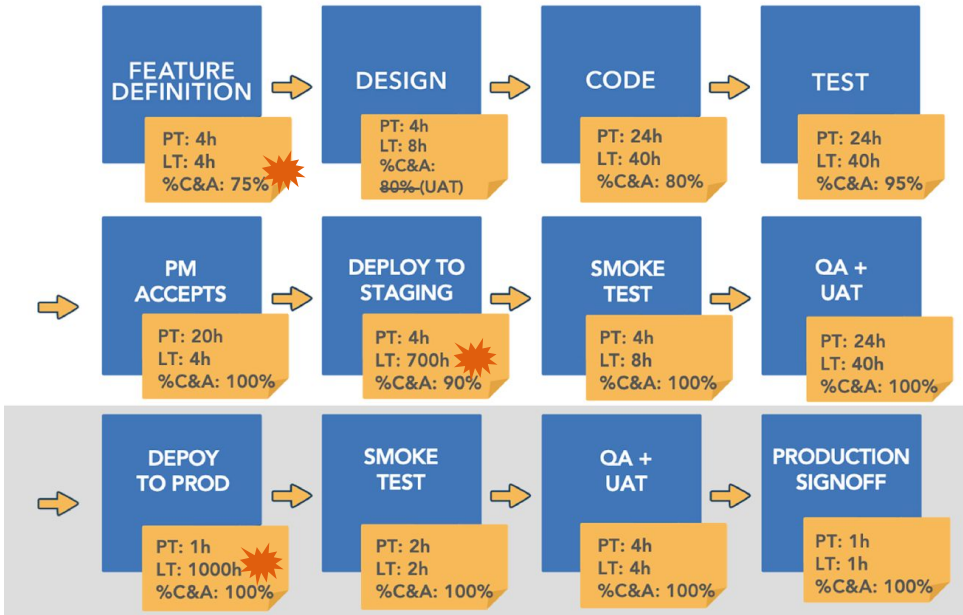 FEATURE
DEFINITION
PT: 4h
LT: 4h
%C&A: 75%
DESIGN
PT: 4h
LT: 8h
%C&A:
80% (UAT)
CODE
PT: 24h
LT: 40h
%C&A: 80%
TEST
PT: 24h
LT: 40h
%C&A: 95%
PM
ACCEPTS
PT: 20h
LT: 4h
%C&A: 100%
DEPLOY TO
STAGING
PT: 4h
LT: 700h
%C&A: 90%
SMOKE
TEST
PT: 4h
LT: 8h
%C&A: 100%
QA +
UAT
PT: 24h
LT: 40h
%C&A: 100%
DEPOY
TO PROD
PT: 1h
LT: 1000h
%C&A: 100%
SMOKE
TEST
PT: 2h
LT: 2h
%C&A: 100%
QA +
UAT
PT: 4h
LT: 4h
%C&A: 100%
PRODUCTION
SIGNOFF
PT: 1h
LT: 1h
%C&A: 100%